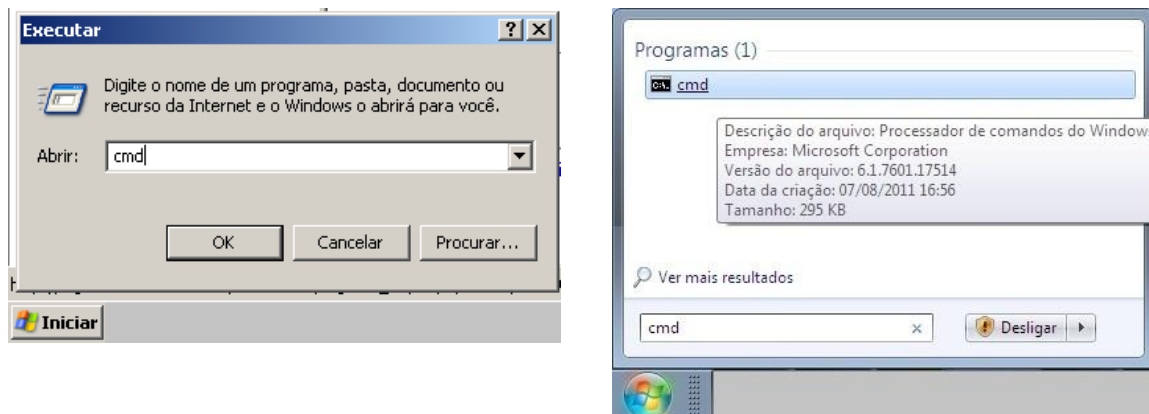 Executar
Digite o nome de um programa, pasta, documento ou
recurso da Internet e o Windows o abrirá para você.
Abrir:
cmd
OK
Cancelar
Procurar...
Iniciar
Programas (1)
cmd
Descrição do arquivo: Processador de comandos do Window
Empresa: Microsoft Corporation
Versão do arquivo: 6.1.7601.17514
Data da criação: 07/08/2011 16:56
Tamanho: 295 KB
Ver mais resultados
cmd
Desligar